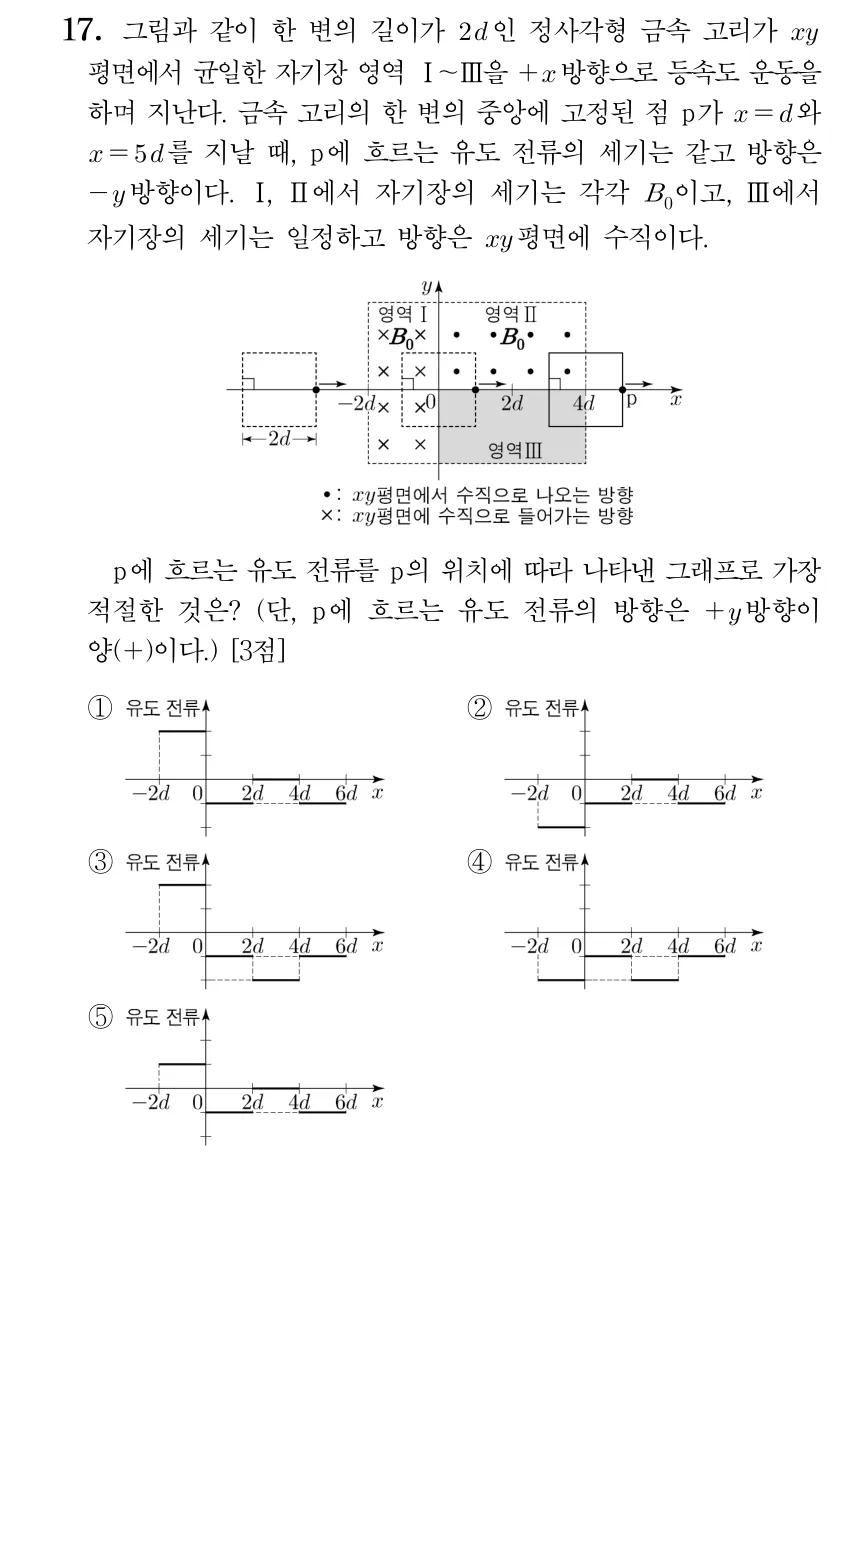 17. 그림과 같이 한 변의 길이가 2d인 정사각형 금속 고리가 xy
평면에서 균일한 자기장 영역 Ⅰ~Ⅲ을 +x방향으로 등속도 운동을
하며 지난다. 금속 고리의 한 변의 중앙에 고정된 점 p가 x=d와
x=5d를 지날 때, p에 흐르는 유도 전류의 세기는 같고 방향은
-y방향이다. Ⅰ, Ⅱ에서 자기장의 세기는 각각 B₀이고, Ⅲ에서
자기장의 세기는 일정하고 방향은 xy평면에 수직이다.
y
영역Ⅰ 영역Ⅱ
×B₀× • •B₀• •
× × • • • •
-2d × ×0 2d 4d p x
2d
× × 영역Ⅲ
•: xy평면에서 수직으로 나오는 방향
×: xy평면에 수직으로 들어가는 방향
p에 흐르는 유도 전류를 p의 위치에 따라 나타낸 그래프로 가장
적절한 것은? (단, p에 흐르는 유도 전류의 방향은 +y방향이
양(+)이다.) [3점]
① 유도 전류
-2d 0 2d 4d 6d x
② 유도 전류
-2d 0 2d 4d 6d x
③ 유도 전류
-2d 0 2d 4d 6d x
④ 유도 전류
-2d 0 2d 4d 6d x
⑤ 유도 전류
-2d 0 2d 4d 6d x